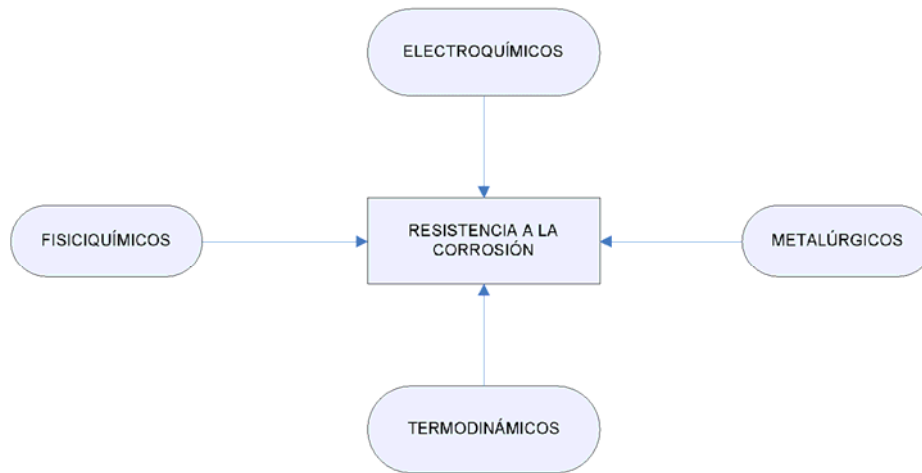 ELECTROQUÍMICOS
FISICIQUÍMICOS
RESISTENCIA A LA
CORROSIÓN
METALÚRGICOS
TERMODINÁMICOS